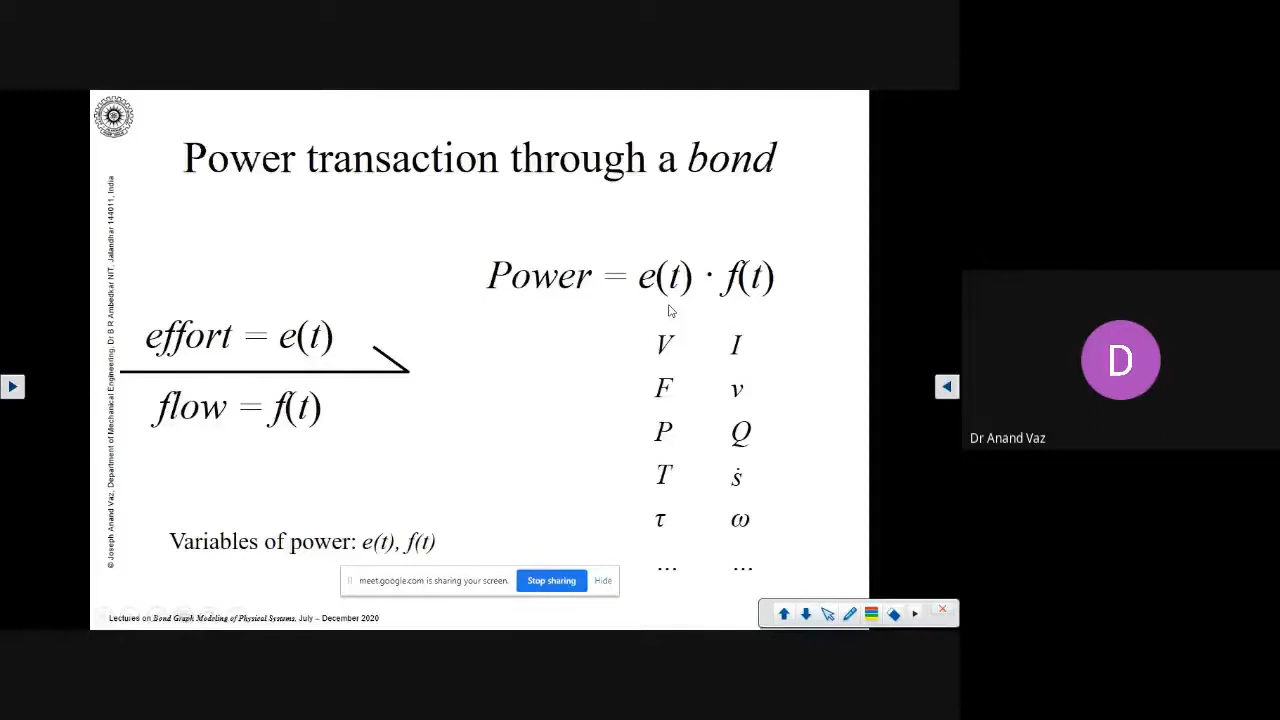 Power transaction through a bond
© Joseph Anand Vaz, Department of Mechanical Engineering, Dr B R Ambedkar NIT, Jalandhar 144011, India
Power = e(t) · f(t)
effort = e(t)
flow = f(t)
V I
F v
P Q
T ṡ
τ ω
... ...
Variables of power: e(t), f(t)
meet.google.com is sharing your screen. Stop sharing Hide
Lectures on Bond Graph Modeling of Physical Systems, July – December 2020
D
Dr Anand Vaz